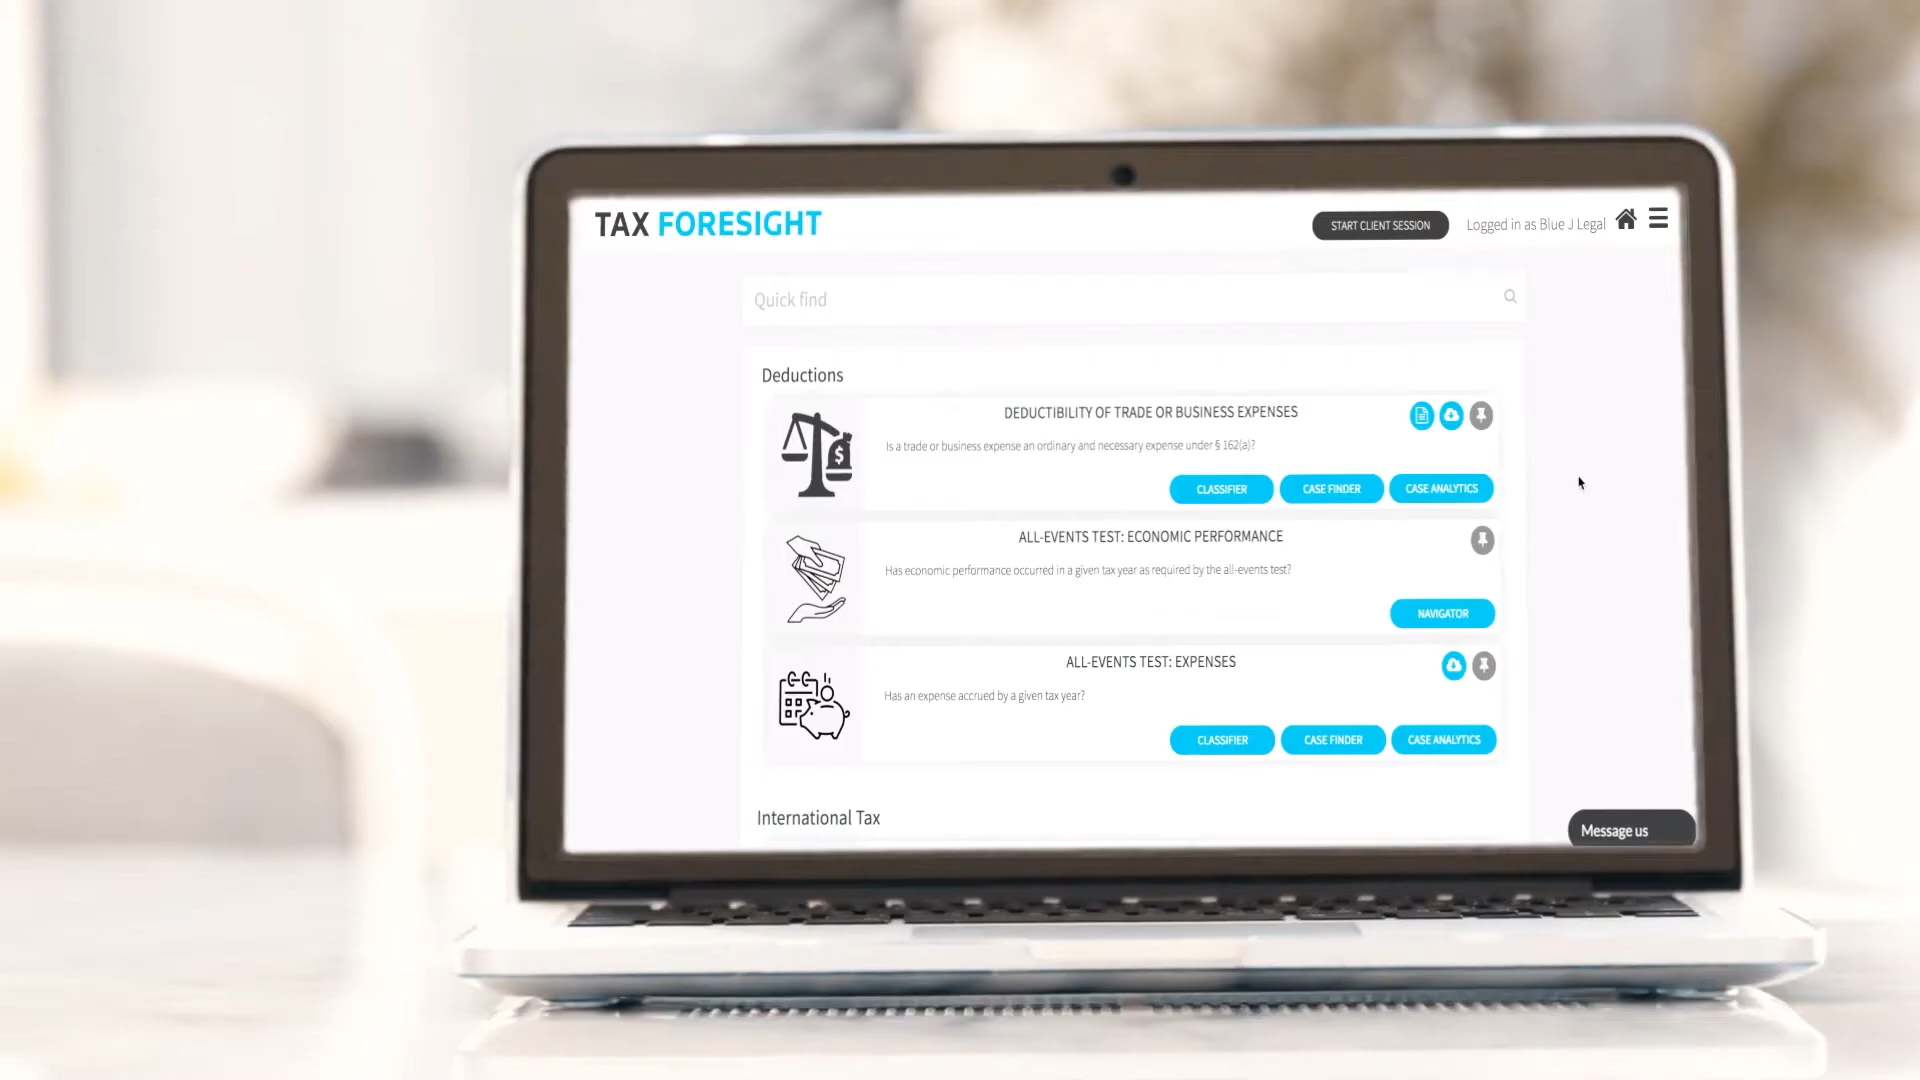 TAX FORESIGHT
START CLIENT SESSION
Logged in as Blue J Legal
Quick find
Deductions
DEDUCTIBILITY OF TRADE OR BUSINESS EXPENSES
Is a trade or business expense an ordinary and necessary expense under § 162(a)?
CLASSIFIER
CASE FINDER
CASE ANALYTICS
ALL-EVENTS TEST: ECONOMIC PERFORMANCE
Has economic performance occurred in a given tax year as required by the all-events test?
NAVIGATOR
ALL-EVENTS TEST: EXPENSES
Has an expense accrued by a given tax year?
CLASSIFIER
CASE FINDER
CASE ANALYTICS
International Tax
Message us